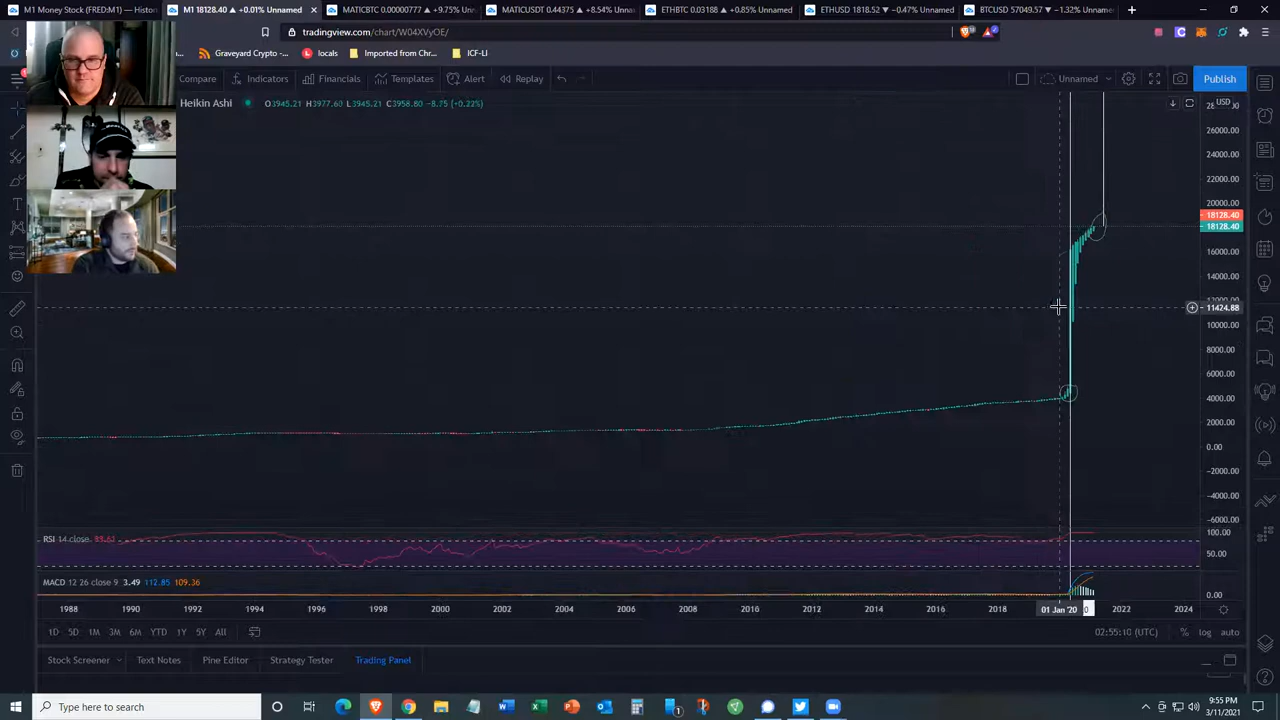 M1 Money Stock (FRED:M1) — Histori
M1 18128.40 ▲ +0.01% Unnamed
MATICBTC 0.00000777 ▲ +9.75% Unnam
MATICUSDT 0.44375 ▲ +8.54% Unna
ETHBTC 0.03168 ▲ +0.85% Unnamed
ETHUSD 1818.52 ▼ −0.47% Unnamed
BTCUSD 57049.57 ▼ −1.32% Unnamed
tradingview.com/chart/W04XVyOE/
Graveyard Crypto -...
locals
Imported from Chr...
ICF-LI
Compare
Indicators
Financials
Templates
Alert
Replay
Unnamed
Publish
Heikin Ashi
O3945.21 H3977.60 L3945.21 C3958.80 −8.75 (−0.22%)
USD
26000.00
24000.00
22000.00
20000.00
18128.40
18128.40
16000.00
14000.00
11424.88
10000.00
8000.00
6000.00
4000.00
2000.00
0.00
−2000.00
−4000.00
−6000.00
RSI 14 close 89.61
100.00
50.00
MACD 12 26 close 9 3.49 112.85 109.36
0.00
1988 1990 1992 1994 1996 1998 2000 2002 2004 2006 2008 2016 2012 2014 2016 2018 01 Jan '20 2022 2024
1D 5D 1M 3M 6M YTD 1Y 5Y All
02:55:10 (UTC)
% log auto
Stock Screener
Text Notes
Pine Editor
Strategy Tester
Trading Panel
Type here to search
9:55 PM
3/11/2021